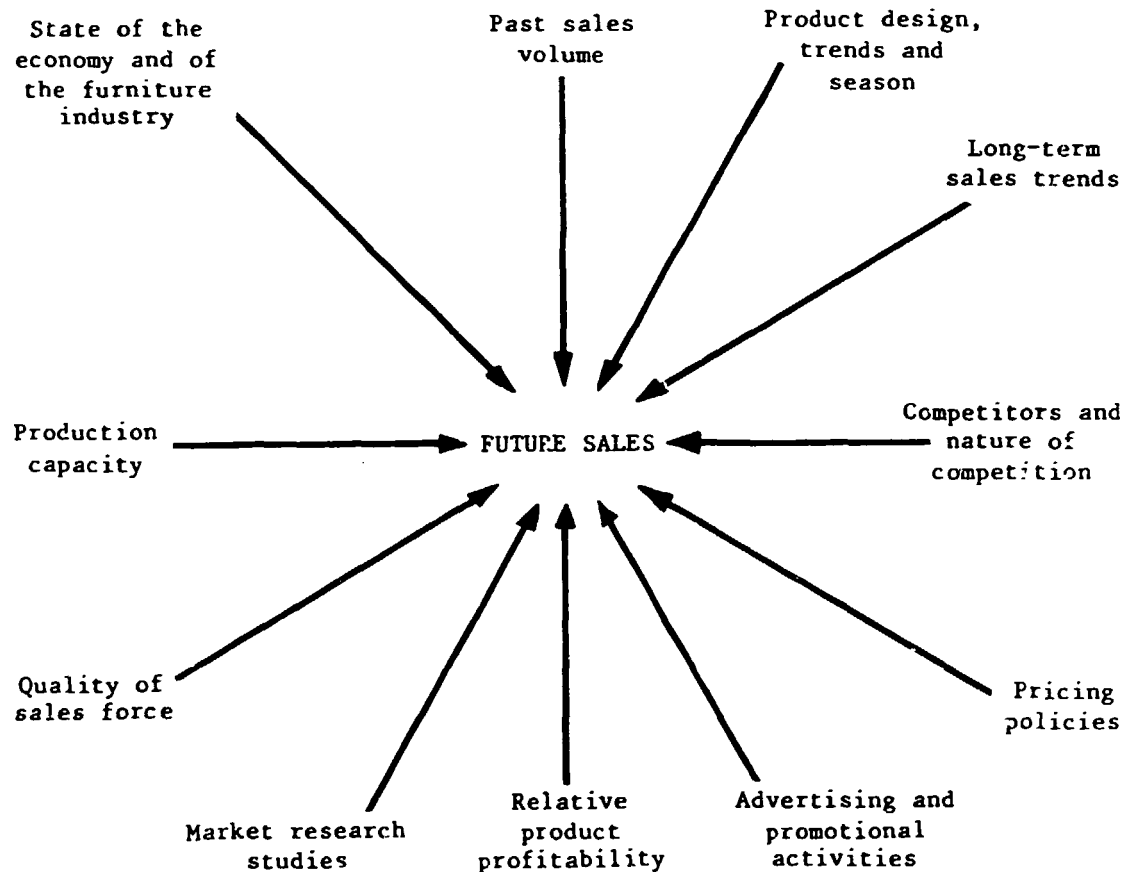 State of the
economy and of
the furniture
industry
Past sales
volume
Product design,
trends and
season
Long-term
sales trends
Production
capacity
FUTURE SALES
Competitors and
nature of
competition
Quality of
sales force
Pricing
policies
Market research
studies
Relative
product
profitability
Advertising and
promotional
activities